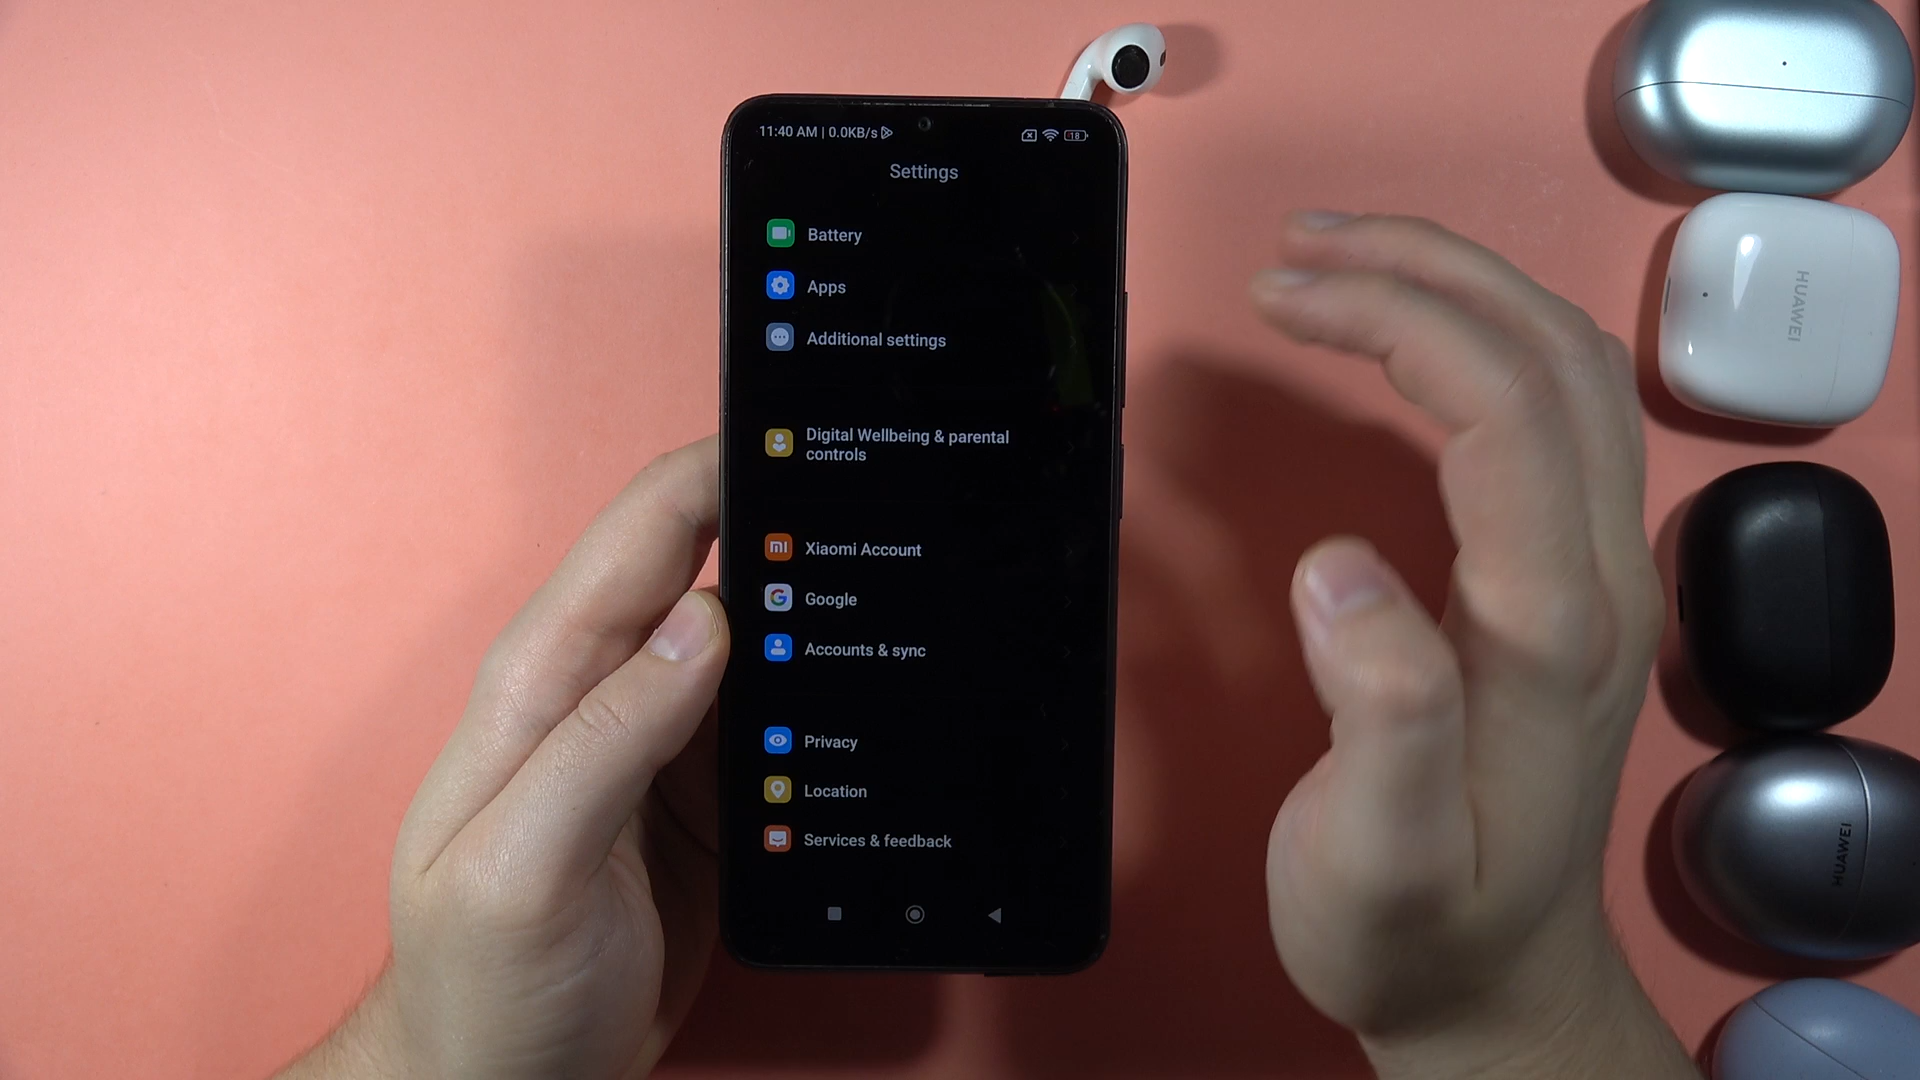 11:40 AM | 0.0KB/s
18
Settings
Battery
Apps
Additional settings
Digital Wellbeing & parental
controls
mi
Xiaomi Account
G
Google
Accounts & sync
Privacy
Location
Services & feedback
HUAWEI
HUAWEI